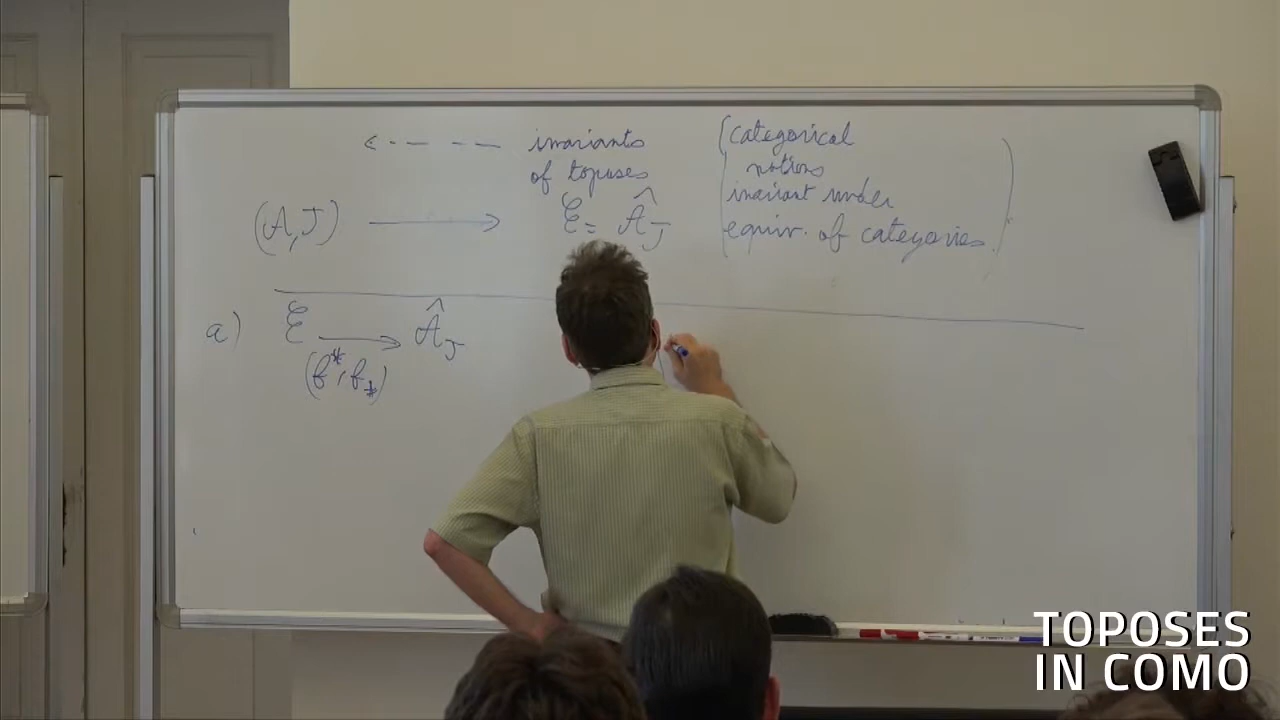 <- - - - invariants (categorical
of toposes notions
invariant under
(A, J) ⟶ ℰ = Â_J equiv. of categories.)
a) ℰ ⟶ Â_J
(f*, f_*)
TOPOSES
IN COMO